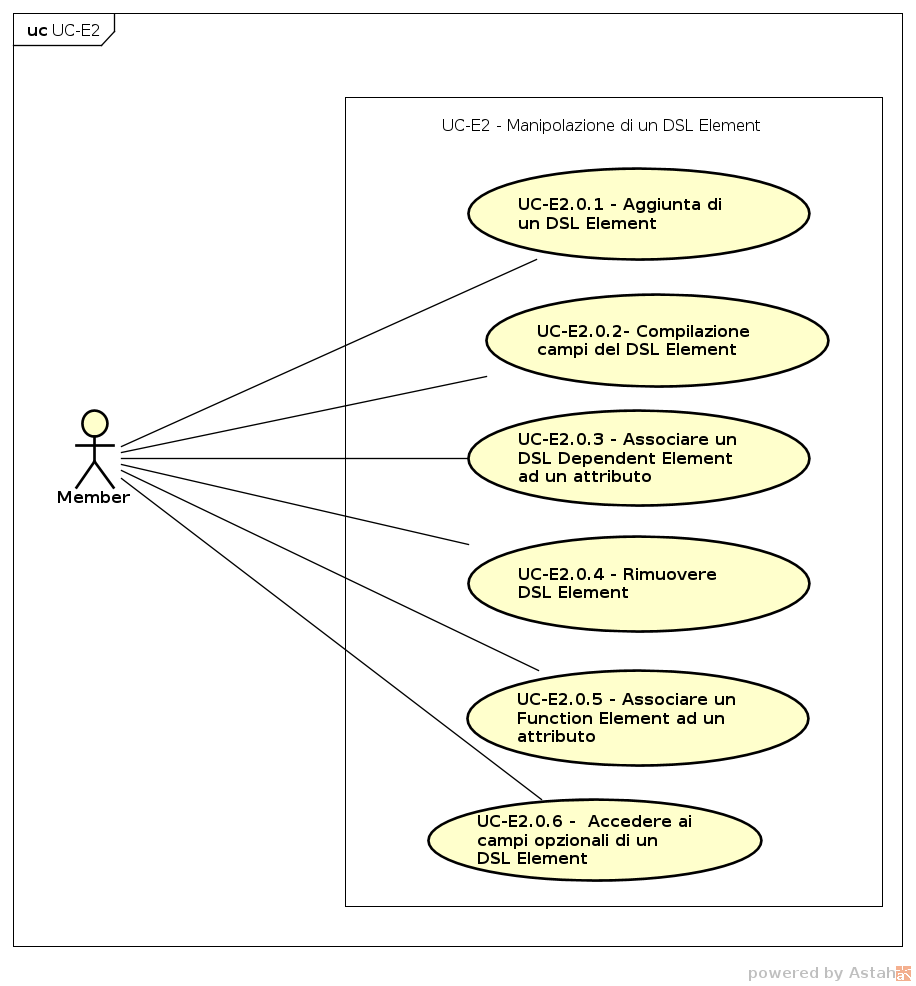 uc UC-E2
UC-E2 - Manipolazione di un DSL Element
UC-E2.0.1 - Aggiunta di
un DSL Element
UC-E2.0.2- Compilazione
campi del DSL Element
UC-E2.0.3 - Associare un
DSL Dependent Element
ad un attributo
Member
UC-E2.0.4 - Rimuovere
DSL Element
UC-E2.0.5 - Associare un
Function Element ad un
attributo
UC-E2.0.6 -  Accedere ai
campi opzionali di un
DSL Element
powered by Astah